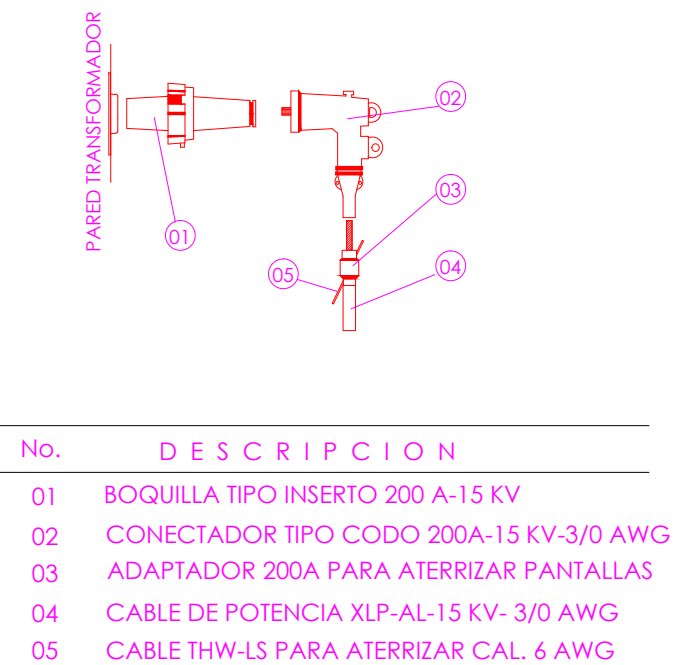 PARED TRANSFORMADOR
02
01
03
05
04
No. DESCRIPCION
01 BOQUILLA TIPO INSERTO 200 A-15 KV
02 CONECTADOR TIPO CODO 200A-15 KV-3/0 AWG
03 ADAPTADOR 200A PARA ATERRIZAR PANTALLAS
04 CABLE DE POTENCIA XLP-AL-15 KV- 3/0 AWG
05 CABLE THW-LS PARA ATERRIZAR CAL. 6 AWG